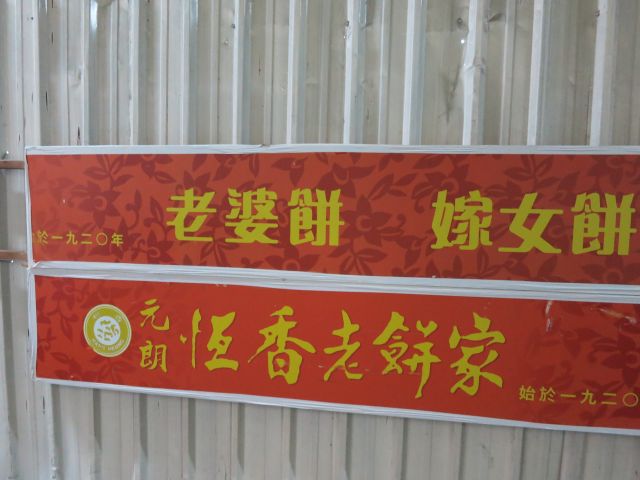 於一九二〇年 老婆餅 嫁女餅
元朗 恆香老餅家 始於一九二〇